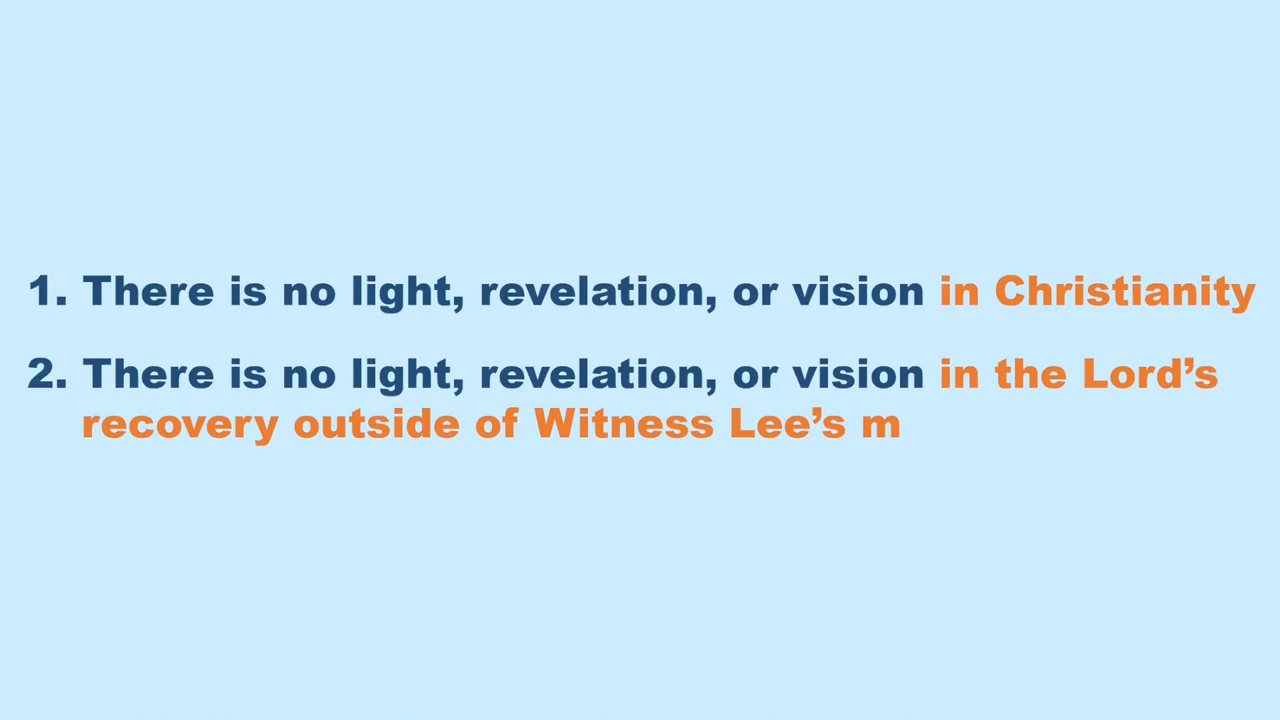 1. There is no light, revelation, or vision in Christianity
2. There is no light, revelation, or vision in the Lord’s
recovery outside of Witness Lee’s m